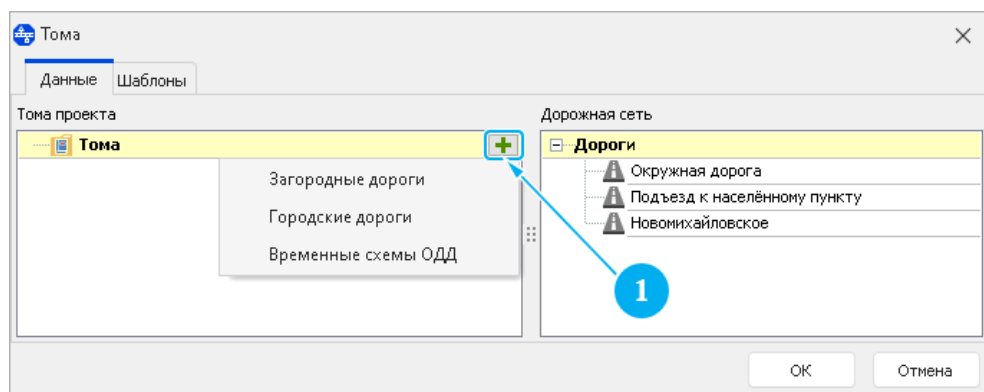 Тома
Данные Шаблоны
Тома проекта Дорожная сеть
Тома Дороги
Загородные дороги Окружная дорога
Городские дороги Подъезд к населённому пункту
Временные схемы ОДД Новомихайловское
1
ОК Отмена